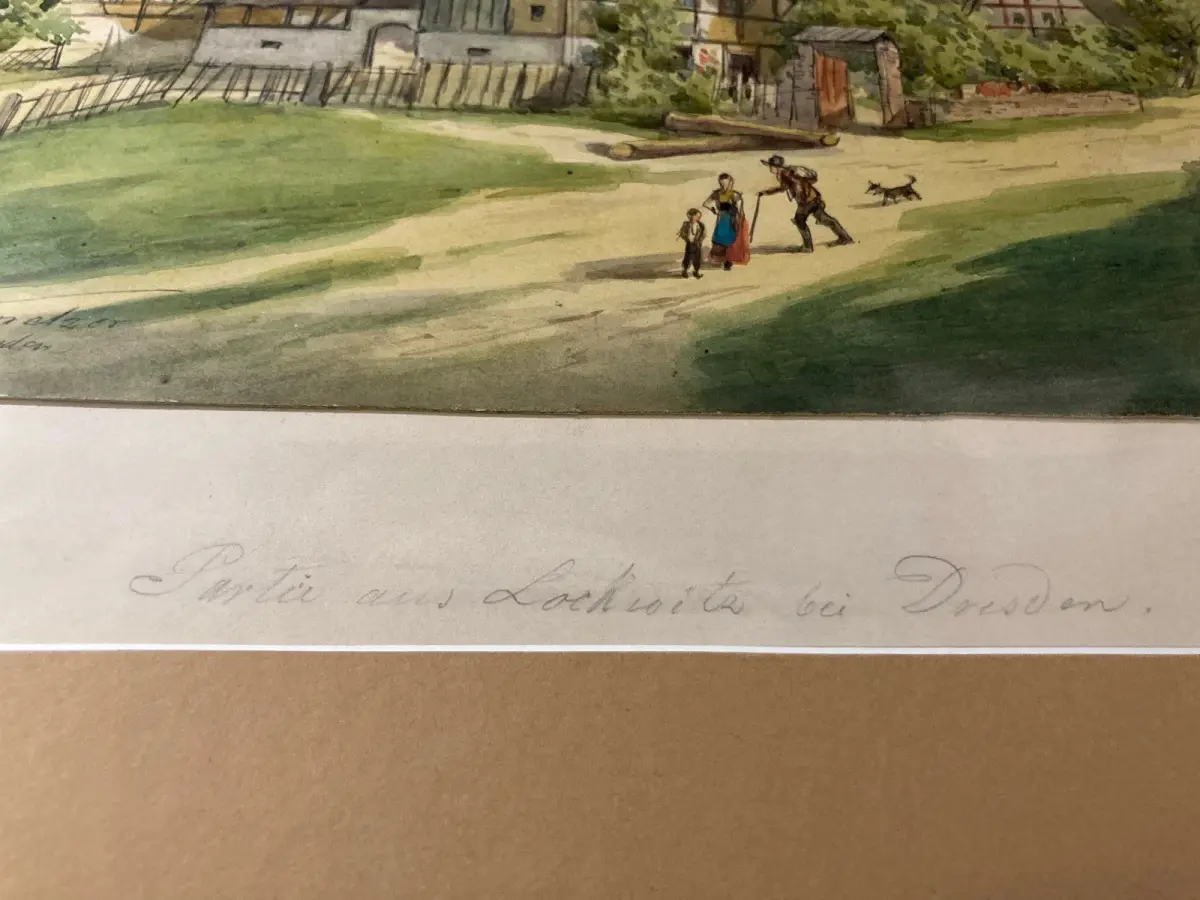 Partie aus Lockwitz bei Dresden.